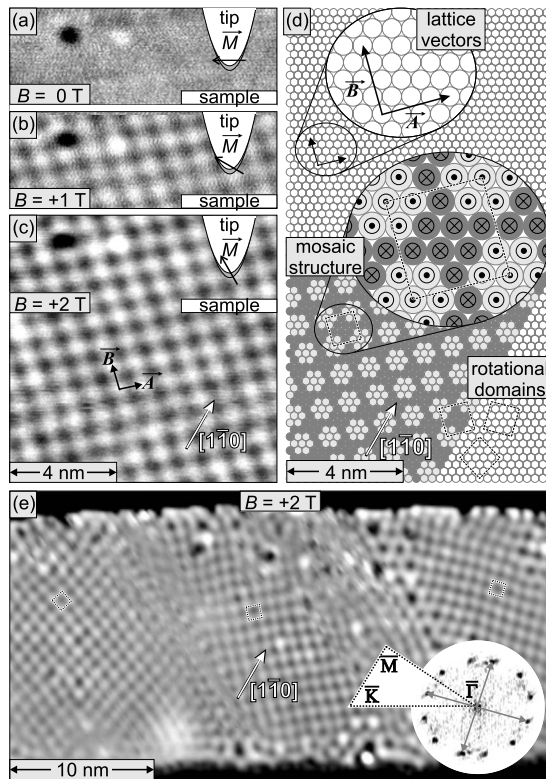 (a)
tip
M
B = 0 T
sample
(b)
tip
M
B = +1 T
sample
(c)
tip
M
B = +2 T
sample
B
A
[11̅0]
4 nm
(d)
lattice
vectors
B
A
mosaic
structure
rotational
domains
[11̅0]
4 nm
(e)
B = +2 T
[11̅0]
M̅
K̅
Γ̅
10 nm